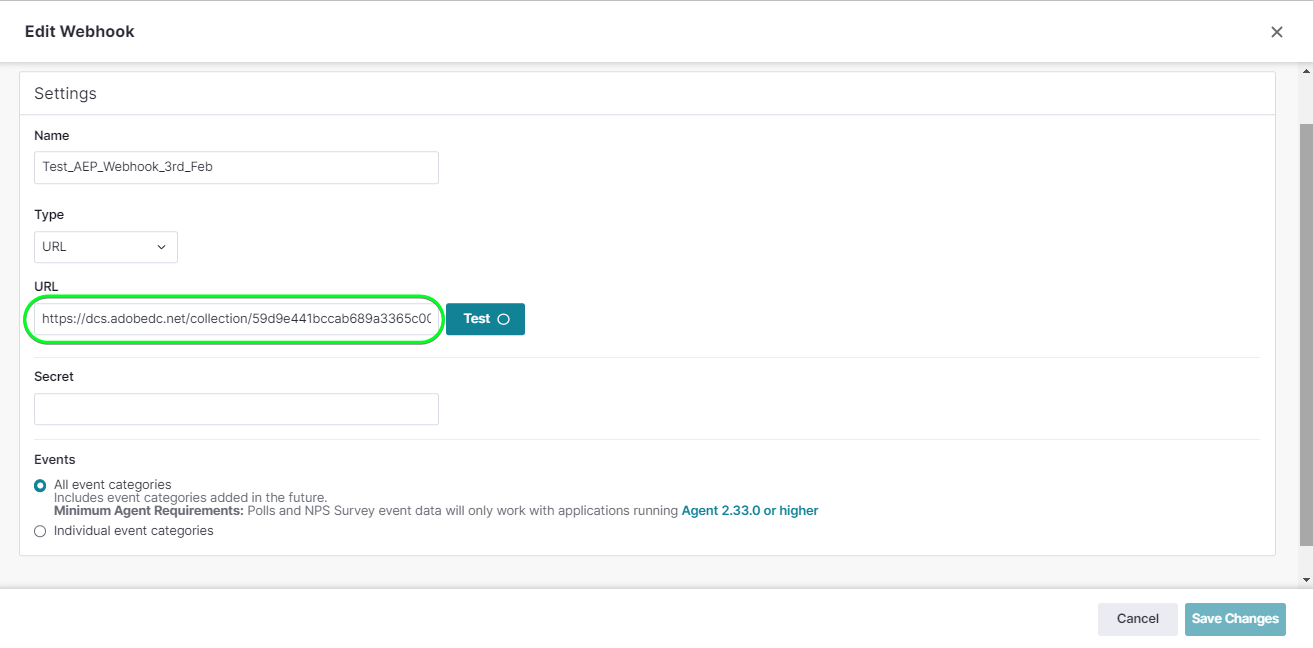 Edit Webhook
Settings
Name
Test_AEP_Webhook_3rd_Feb
Type
URL
URL
https://dcs.adobedc.net/collection/59d9e441bccab689a3365c00
Test
Secret
Events
All event categories
Includes event categories added in the future.
Minimum Agent Requirements: Polls and NPS Survey event data will only work with applications running Agent 2.33.0 or higher
Individual event categories
Cancel
Save Changes